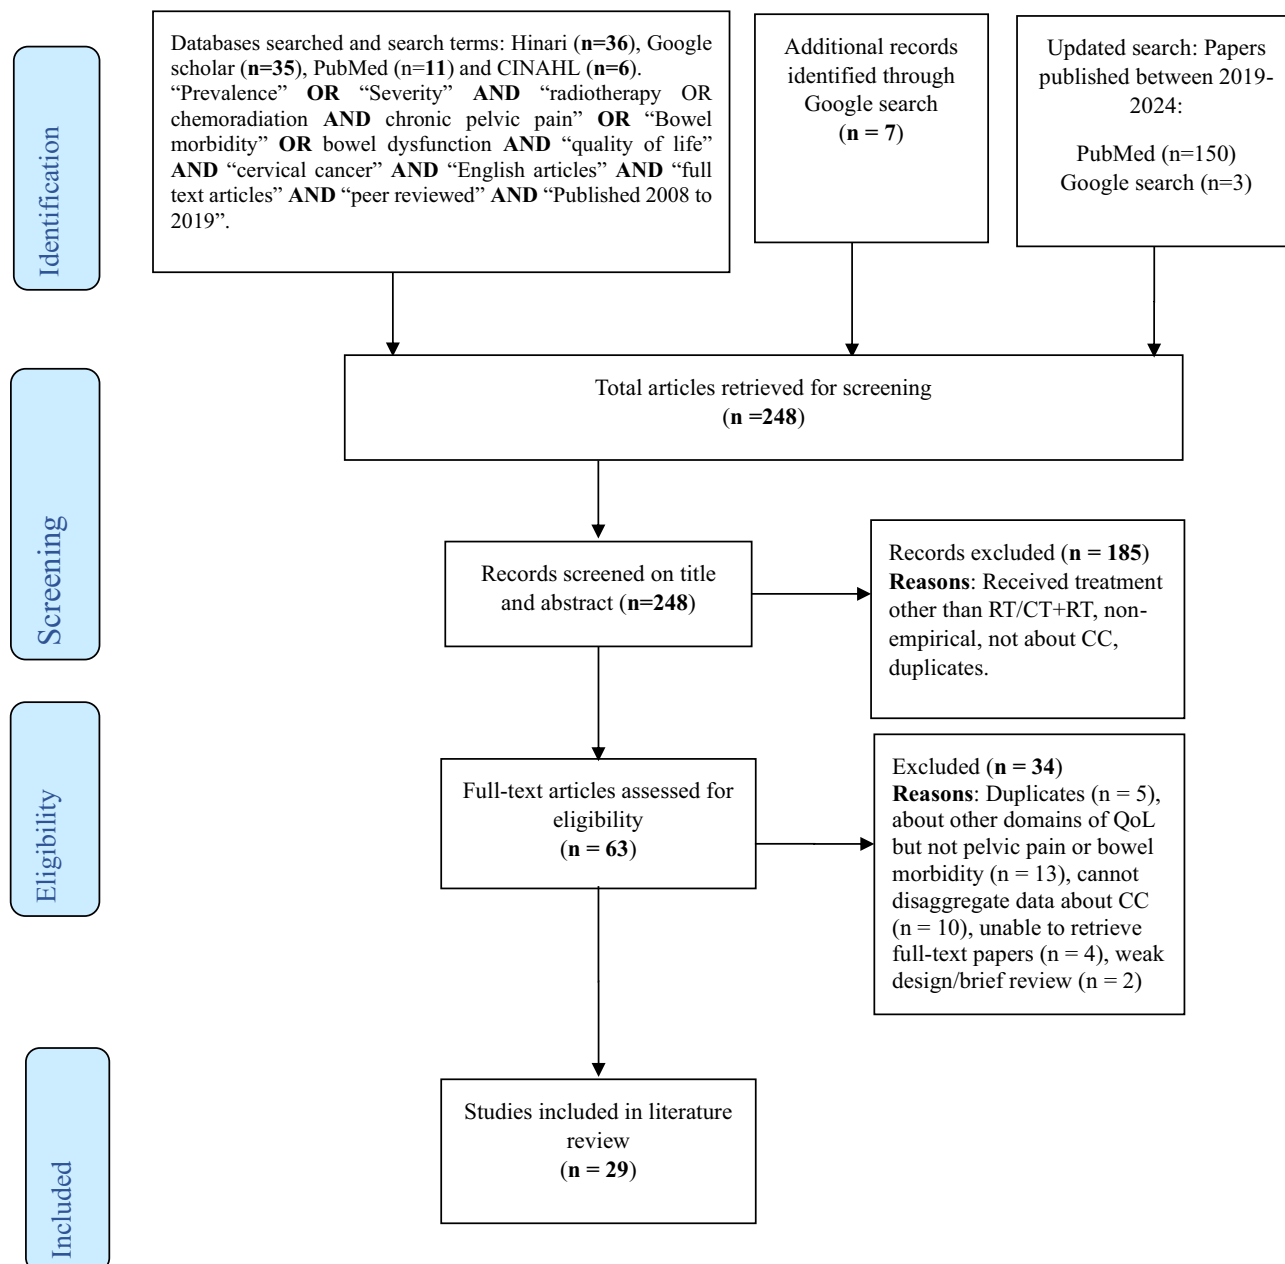 Identification
Databases searched and search terms: Hinari (n=36), Google
scholar (n=35), PubMed (n=11) and CINAHL (n=6).
“Prevalence” OR “Severity” AND “radiotherapy OR
chemoradiation AND chronic pelvic pain” OR “Bowel
morbidity” OR bowel dysfunction AND “quality of life”
AND “cervical cancer” AND “English articles” AND “full
text articles” AND “peer reviewed” AND “Published 2008 to
2019”.
Additional records
identified through
Google search
(n = 7)
Updated search: Papers
published between 2019-
2024:
PubMed (n=150)
Google search (n=3)
Total articles retrieved for screening
(n =248)
Screening
Records screened on title
and abstract (n=248)
Records excluded (n = 185)
Reasons: Received treatment
other than RT/CT+RT, non-
empirical, not about CC,
duplicates.
Eligibility
Full-text articles assessed for
eligibility
(n = 63)
Excluded (n = 34)
Reasons: Duplicates (n = 5),
about other domains of QoL
but not pelvic pain or bowel
morbidity (n = 13), cannot
disaggregate data about CC
(n = 10), unable to retrieve
full-text papers (n = 4), weak
design/brief review (n = 2)
Included
Studies included in literature
review
(n = 29)